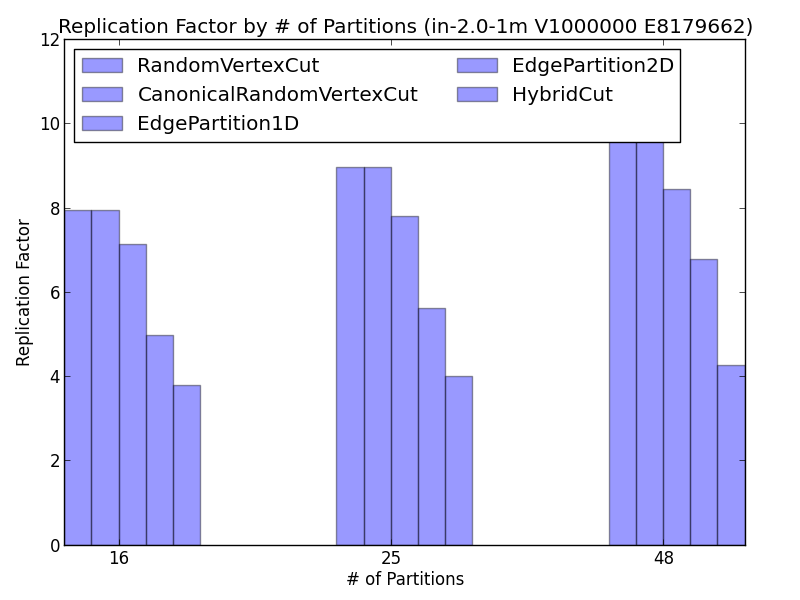 Replication Factor by # of Partitions (in-2.0-1m V1000000 E8179662)
12
10
8
6
4
2
0
Replication Factor
RandomVertexCut
CanonicalRandomVertexCut
EdgePartition1D
EdgePartition2D
HybridCut
16
25
48
# of Partitions